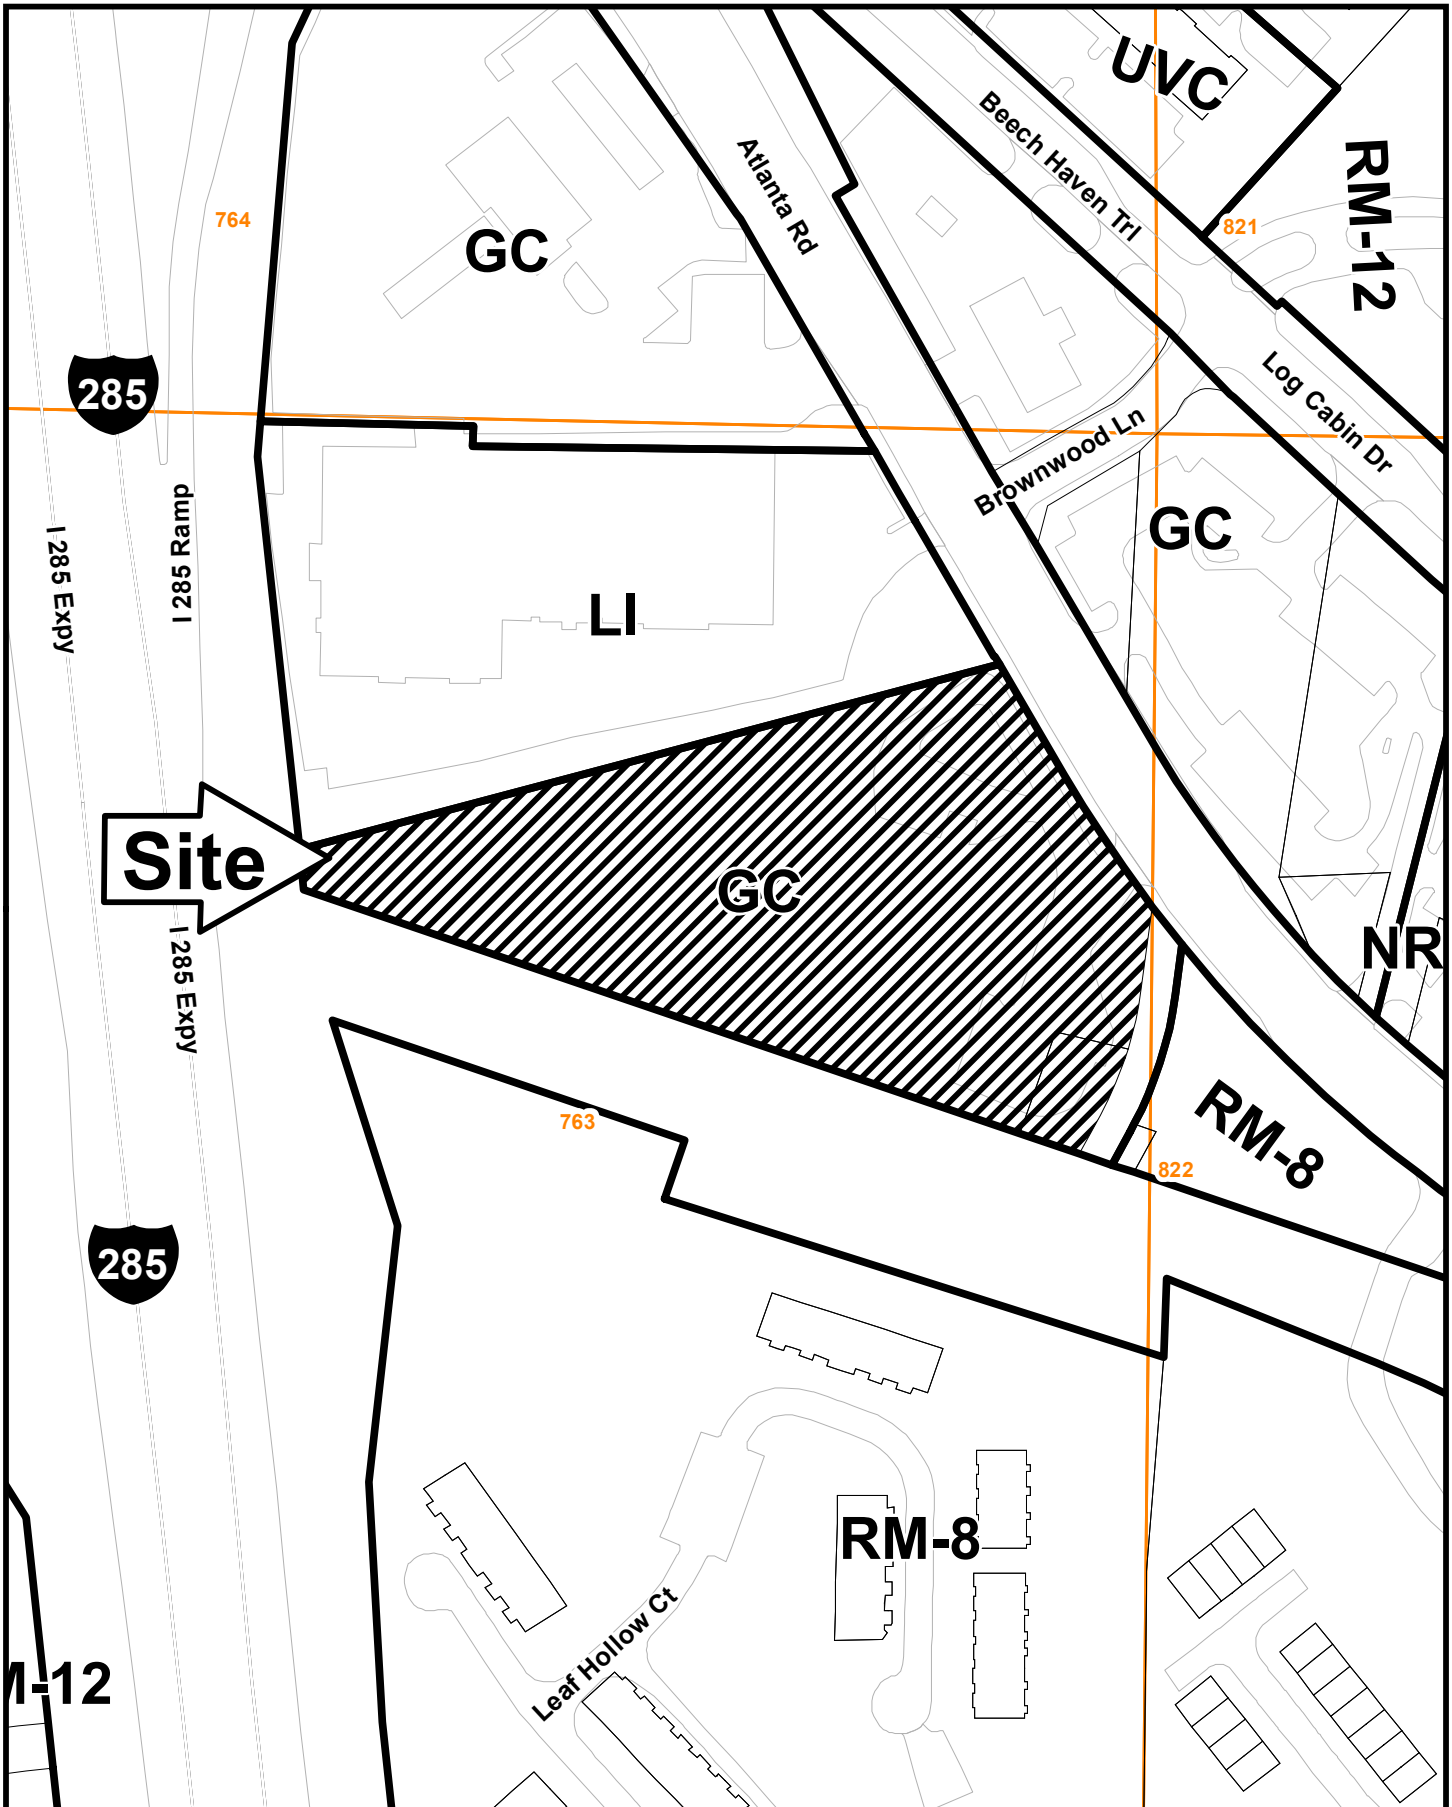 UVC
Beech Haven Trl
RM-12
Atlanta Rd
764
821
GC
285
Log Cabin Dr
Brownwood Ln
GC
I 285 Ramp
I 285 Expy
LI
Site
GC
NR
I 285 Expy
763
RM-8
822
285
RM-8
Leaf Hollow Ct
M-12